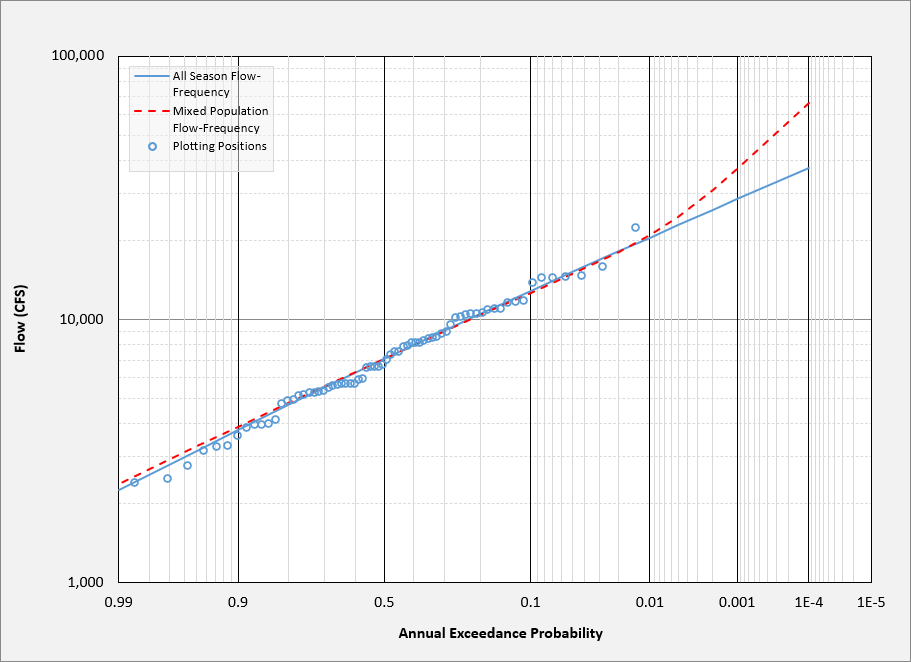 100,000
All Season Flow-
Frequency
Mixed Population
Flow-Frequency
Plotting Positions
Flow (CFS)
10,000
1,000
0.99 0.9 0.5 0.1 0.01 0.001 1E-4 1E-5
Annual Exceedance Probability